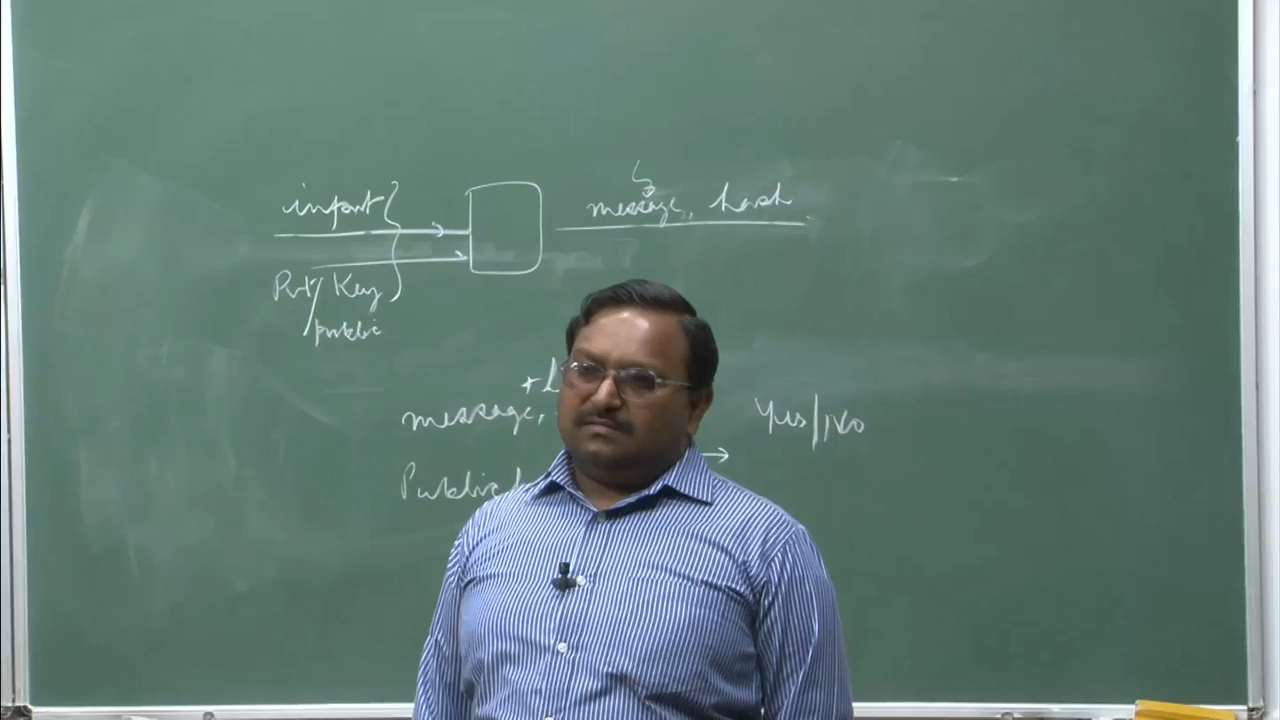 input
message, hash
Pvt/Key
public
message,
Yes/No
Public